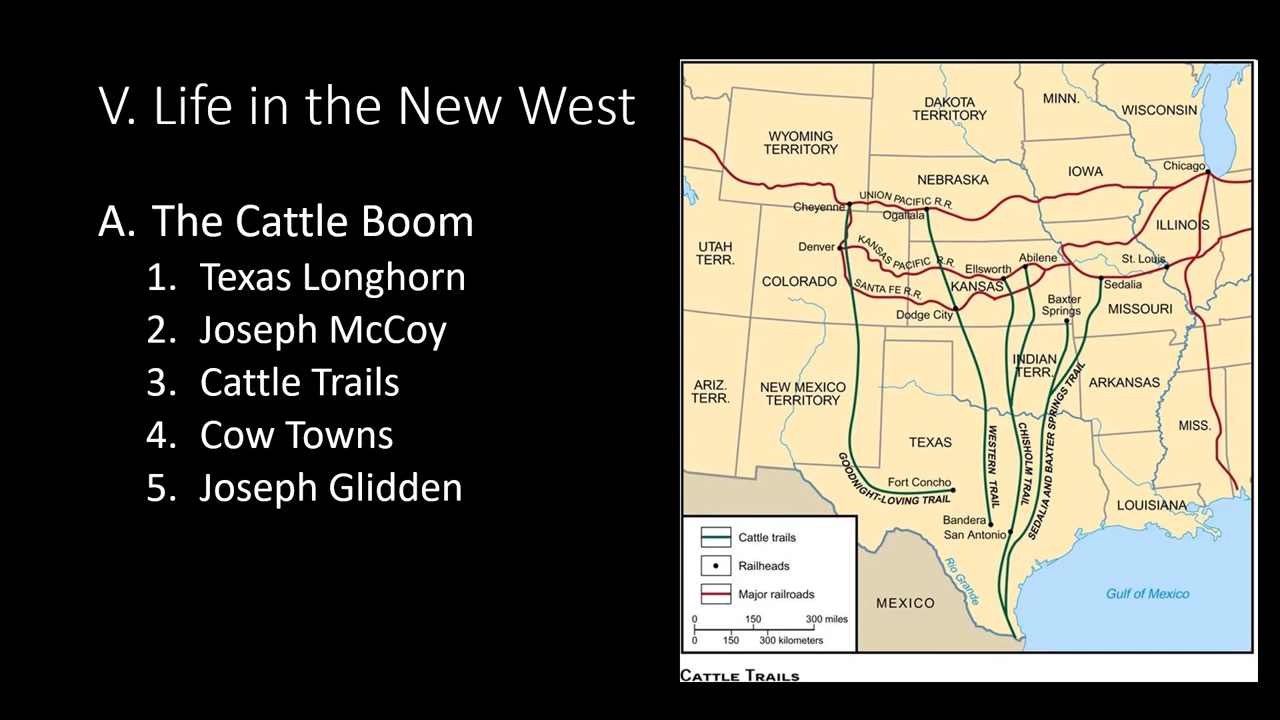 V. Life in the New West
A. The Cattle Boom
1. Texas Longhorn
2. Joseph McCoy
3. Cattle Trails
4. Cow Towns
5. Joseph Glidden
DAKOTA
TERRITORY
MINN.
WISCONSIN
WYOMING
TERRITORY
Chicago
IOWA
NEBRASKA
UNION PACIFIC R.R.
Cheyenne
Ogallala
ILLINOIS
UTAH
TERR.
Denver
KANSAS PACIFIC R.R.
Abilene
St. Louis
Ellsworth
COLORADO
SANTA FE R.R.
KANSAS
Sedalia
Baxter
Springs
MISSOURI
Dodge City
INDIAN
TERR.
ARIZ.
TERR.
NEW MEXICO
TERRITORY
ARKANSAS
MISS.
TEXAS
GOODNIGHT-LOVING TRAIL
WESTERN TRAIL
CHISHOLM TRAIL
SEDALIA AND BAXTER SPRINGS TRAIL
Fort Concho
LOUISIANA
Bandera
San Antonio
Rio Grande
MEXICO
Gulf of Mexico
Cattle trails
Railheads
Major railroads
0 150 300 miles
0 150 300 kilometers
CATTLE TRAILS